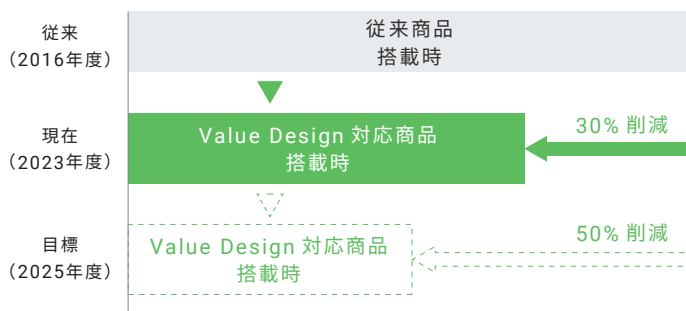 従来
（2016年度）
従来商品
搭載時
現在
（2023年度）
Value Design 対応商品
搭載時
30% 削減
目標
（2025年度）
Value Design 対応商品
搭載時
50% 削減